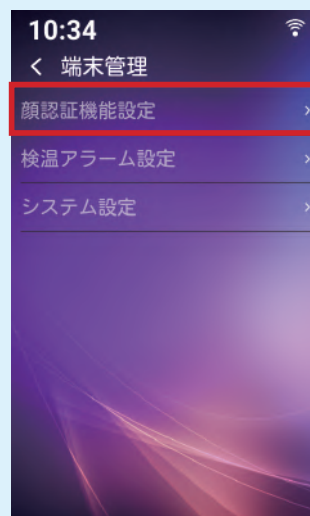 10:34
< 端末管理
顔認証機能設定 >
検温アラーム設定 >
システム設定 >